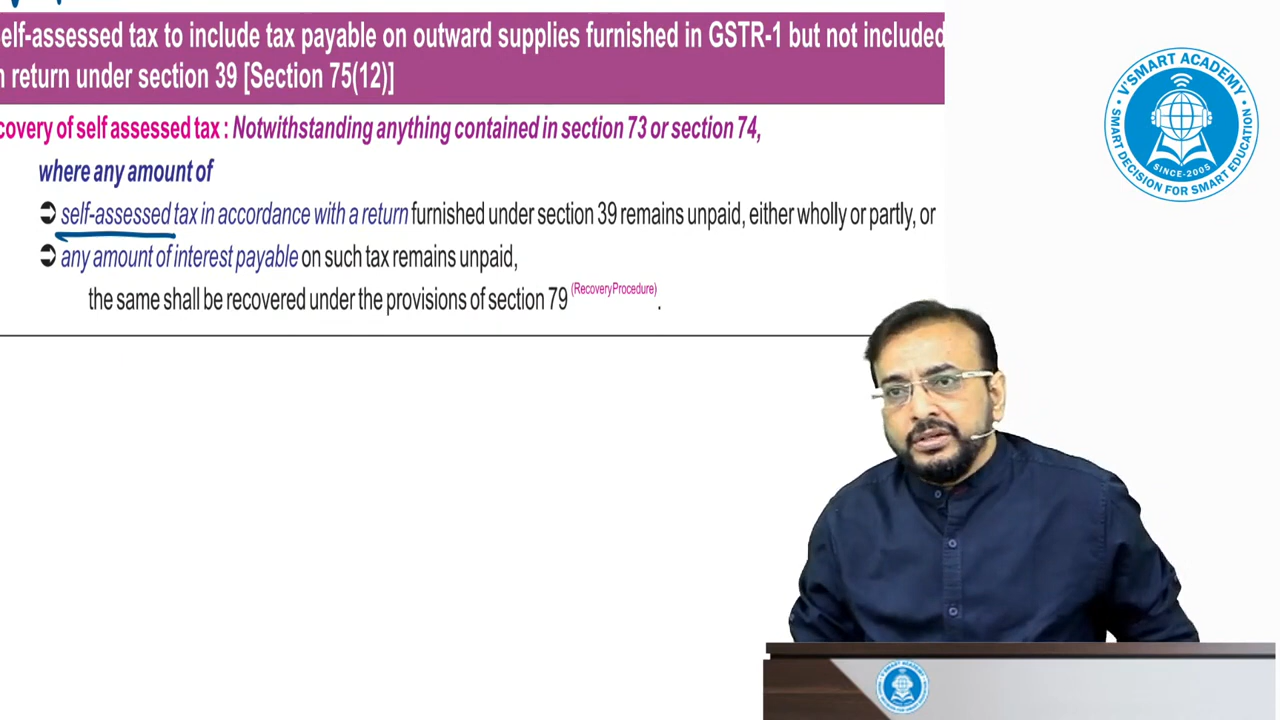 elf-assessed tax to include tax payable on outward supplies furnished in GSTR-1 but not included
n return under section 39 [Section 75(12)]
covery of self assessed tax : Notwithstanding anything contained in section 73 or section 74,
where any amount of
➲ self-assessed tax in accordance with a return furnished under section 39 remains unpaid, either wholly or partly, or
➲ any amount of interest payable on such tax remains unpaid,
the same shall be recovered under the provisions of section 79 (RecoveryProcedure) .
V'SMART ACADEMY
SINCE-2005
SMART DECISION FOR SMART EDUCATION
V'SMART ACADEMY